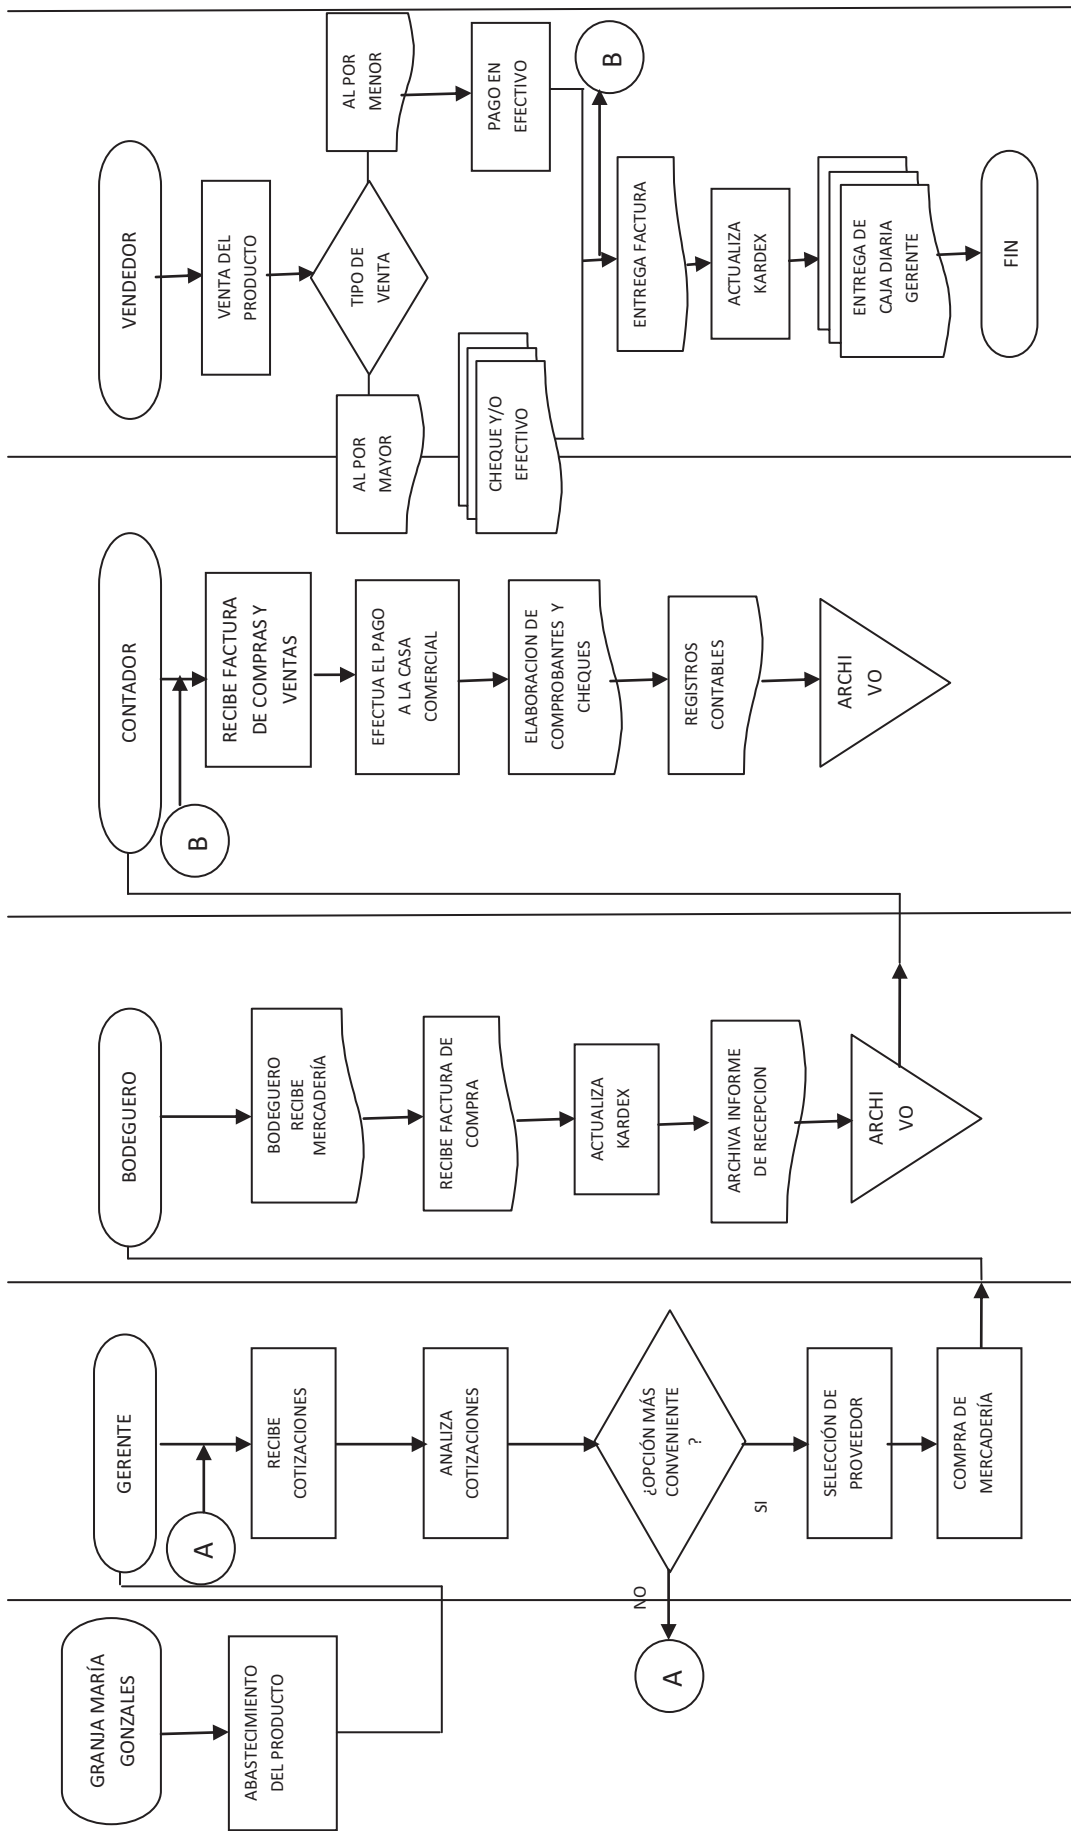 GRANJA MARÍA
GONZALES
ABASTECIMIENTO
DEL PRODUCTO
GERENTE
A
RECIBE
COTIZACIONES
ANALIZA
COTIZACIONES
¿OPCIÓN MÁS
CONVENIENTE
?
NO
A
SI
SELECCIÓN DE
PROVEEDOR
COMPRA DE
MERCADERÍA
BODEGUERO
BODEGUERO
RECIBE
MERCADERÍA
RECIBE FACTURA DE
COMPRA
ACTUALIZA
KARDEX
ARCHIVA INFORME
DE RECEPCION
ARCHI
VO
CONTADOR
B
RECIBE FACTURA
DE COMPRAS Y
VENTAS
EFECTUA EL PAGO
A LA CASA
COMERCIAL
ELABORACION DE
COMPROBANTES Y
CHEQUES
REGISTROS
CONTABLES
ARCHI
VO
VENDEDOR
VENTA DEL
PRODUCTO
TIPO DE
VENTA
AL POR
MAYOR
AL POR
MENOR
CHEQUE Y/O
EFECTIVO
PAGO EN
EFECTIVO
B
ENTREGA FACTURA
ACTUALIZA
KARDEX
ENTREGA DE
CAJA DIARIA
GERENTE
FIN